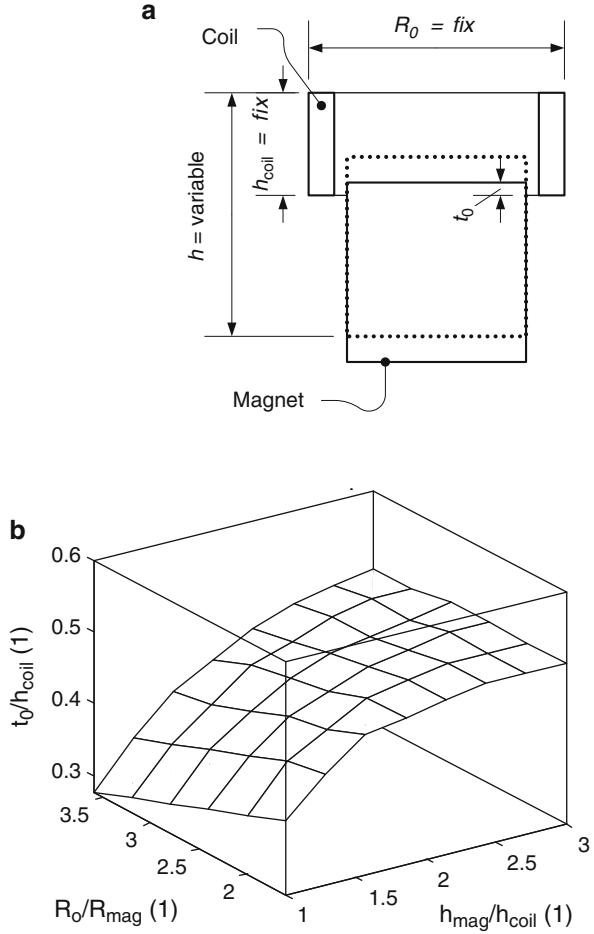 a
Coil
R0 = fix
hcoil = fix
h = variable
t0
Magnet
b
t0/hcoil (1)
0.6
0.5
0.4
0.3
3.5
3
2.5
2
Ro/Rmag (1)
1
1.5
2
2.5
3
hmag/hcoil (1)